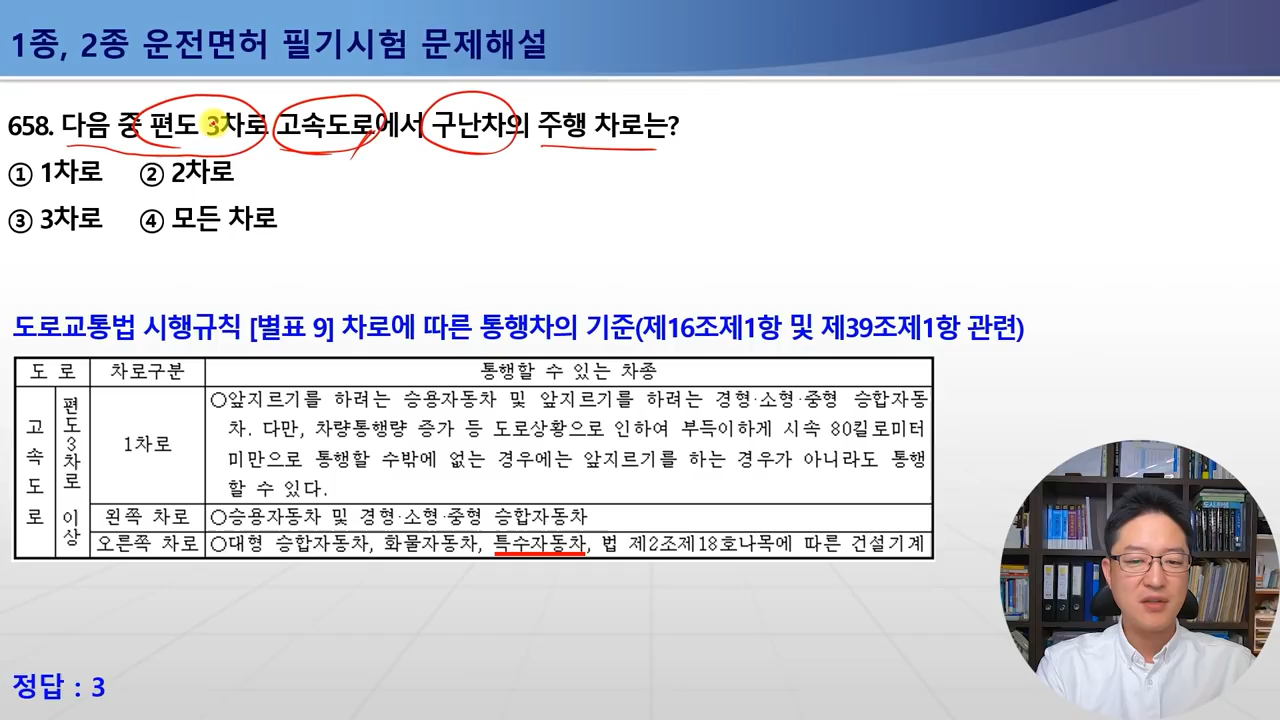 1종, 2종 운전면허 필기시험 문제해설
658. 다음 중 편도 3차로 고속도로에서 구난차의 주행 차로는?
① 1차로 ② 2차로
③ 3차로 ④ 모든 차로
도로교통법 시행규칙 [별표 9] 차로에 따른 통행차의 기준(제16조제1항 및 제39조제1항 관련)
도 로 차로구분 통행할 수 있는 차종
고속도로 편도3차로 이상 1차로 ○앞지르기를 하려는 승용자동차 및 앞지르기를 하려는 경형·소형·중형 승합자동
차. 다만, 차량통행량 증가 등 도로상황으로 인하여 부득이하게 시속 80킬로미터
미만으로 통행할 수밖에 없는 경우에는 앞지르기를 하는 경우가 아니라도 통행
할 수 있다.
왼쪽 차로 ○승용자동차 및 경형·소형·중형 승합자동차
오른쪽 차로 ○대형 승합자동차, 화물자동차, 특수자동차, 법 제2조제18호나목에 따른 건설기계
정답 : 3